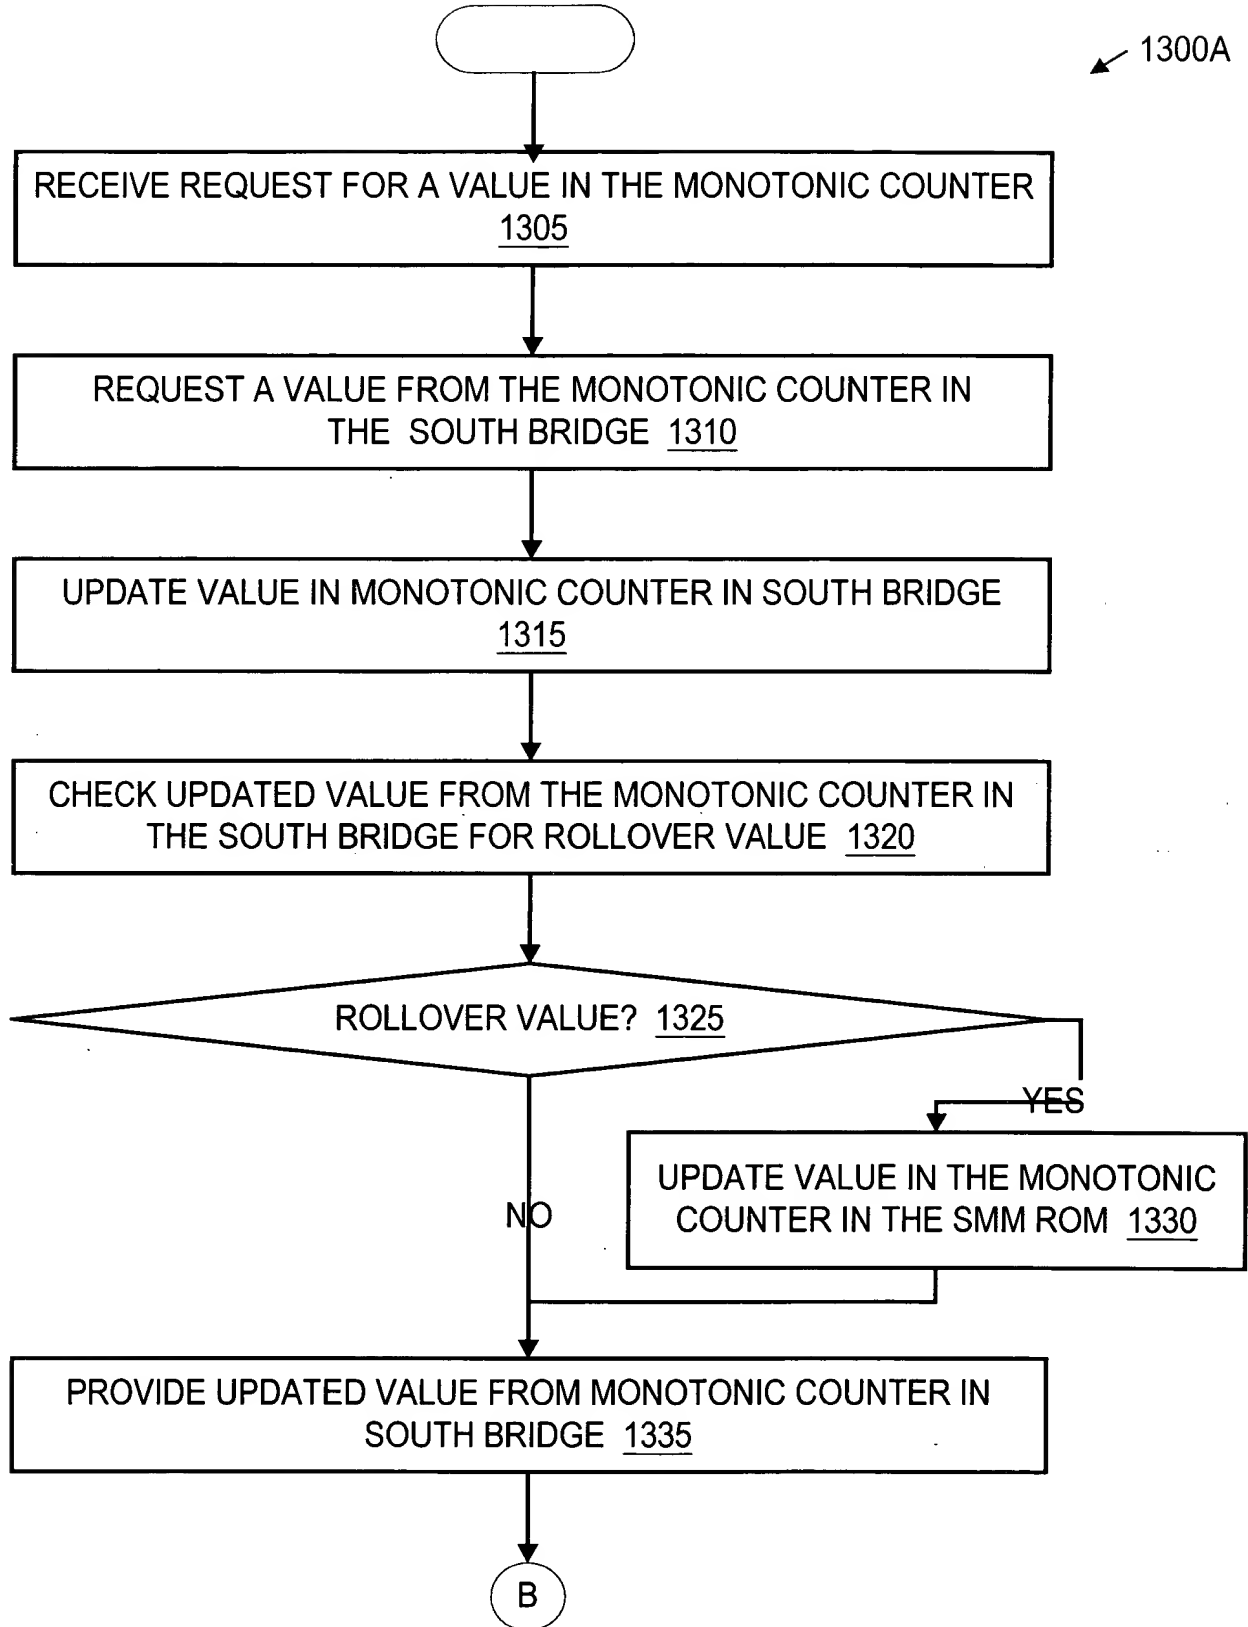 1300A
RECEIVE REQUEST FOR A VALUE IN THE MONOTONIC COUNTER
1305
REQUEST A VALUE FROM THE MONOTONIC COUNTER IN
THE SOUTH BRIDGE 1310
UPDATE VALUE IN MONOTONIC COUNTER IN SOUTH BRIDGE
1315
CHECK UPDATED VALUE FROM THE MONOTONIC COUNTER IN
THE SOUTH BRIDGE FOR ROLLOVER VALUE 1320
ROLLOVER VALUE? 1325
YES
UPDATE VALUE IN THE MONOTONIC
COUNTER IN THE SMM ROM 1330
NO
PROVIDE UPDATED VALUE FROM MONOTONIC COUNTER IN
SOUTH BRIDGE 1335
B